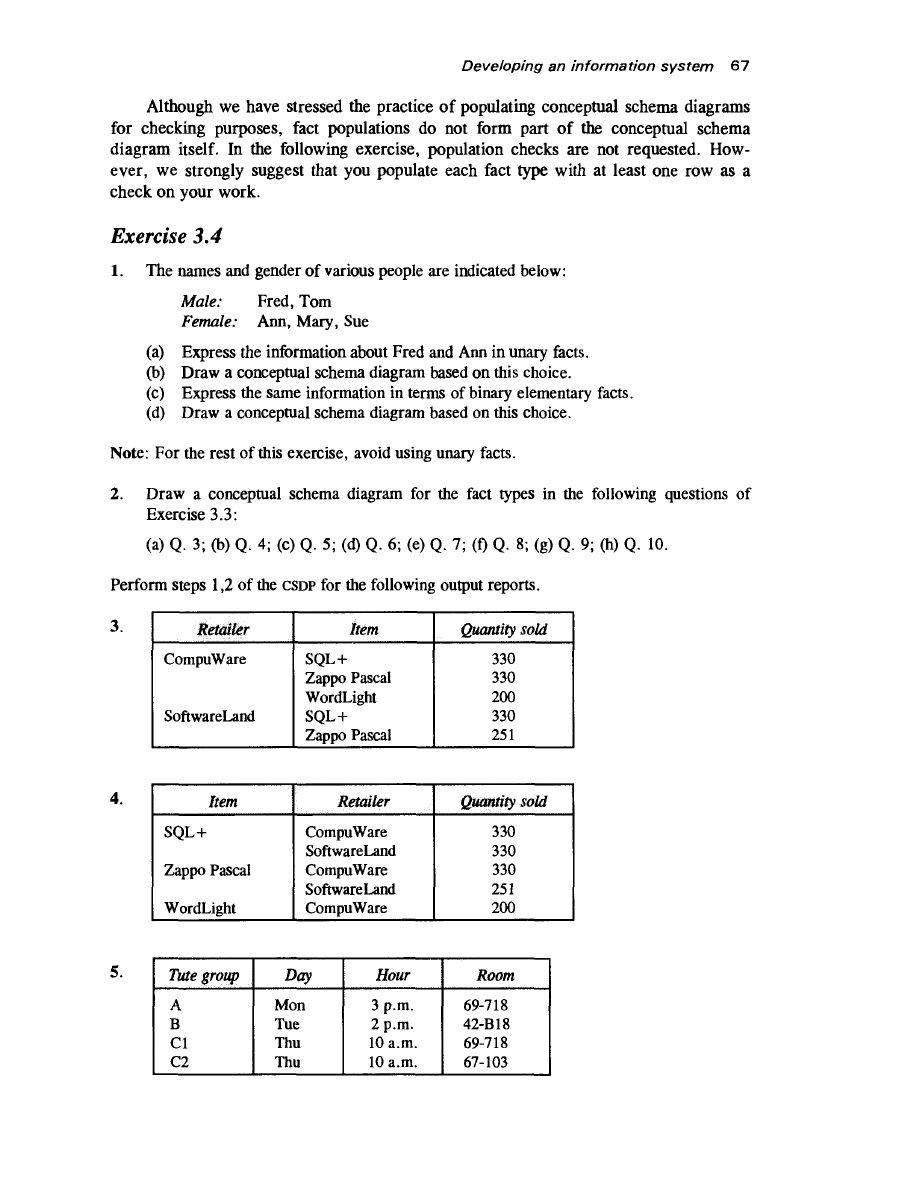 Developing an information system 67
Although we have stressed the practice of populating conceptual schema diagrams
for checking purposes, fact populations do not form part of the conceptual schema
diagram itself. In the following exercise, population checks are not requested. How-
ever, we strongly suggest that you populate each fact type with at least one row as a
check on your work.
Exercise 3.4
1. The names and gender of various people are indicated below:
Male: Fred, Tom
Female: Ann, Mary, Sue
(a) Express the information about Fred and Ann in unary facts.
(b) Draw a conceptual schema diagram based on this choice.
(c) Express the same information in terms of binary elementary facts.
(d) Draw a conceptual schema diagram based on this choice.
Note: For the rest of this exercise, avoid using unary facts.
2. Draw a conceptual schema diagram for the fact types in the following questions of
Exercise 3.3:
(a) Q. 3; (b) Q. 4; (c) Q. 5; (d) Q. 6; (e) Q. 7; (f) Q. 8; (g) Q. 9; (h) Q. 10.
Perform steps 1,2 of the CSDP for the following output reports.
3. Retailer Item Quantity sold
CompuWare SQL+ 330
Zappo Pascal 330
WordLight 200
SoftwareLand SQL+ 330
Zappo Pascal 251
4. Item Retailer Quantity sold
SQL+ CompuWare 330
SoftwareLand 330
Zappo Pascal CompuWare 330
SoftwareLand 251
WordLight CompuWare 200
5. Tute group Day Hour Room
A Mon 3 p.m. 69-718
B Tue 2 p.m. 42-B18
C1 Thu 10 a.m. 69-718
C2 Thu 10 a.m. 67-103